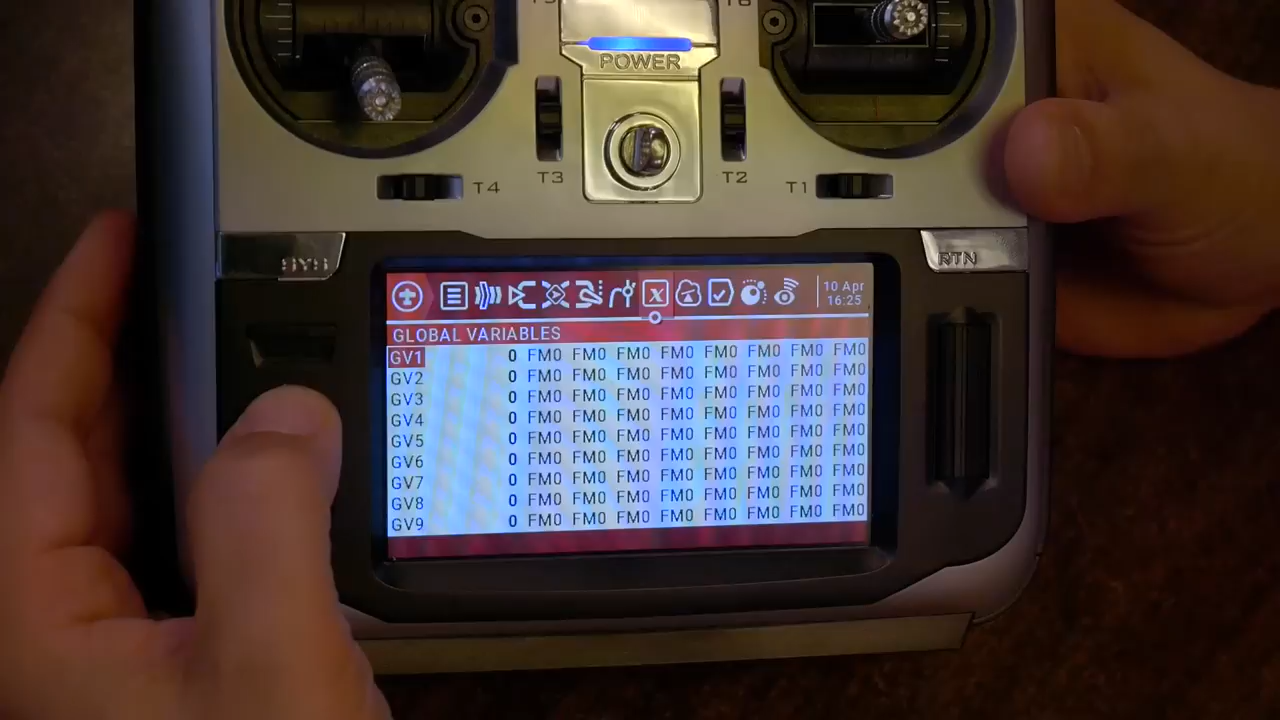 POWER
T3
T2
T4
T1
SYS
RTN
10 Apr
16:25
GLOBAL VARIABLES
GV1 0 FM0 FM0 FM0 FM0 FM0 FM0 FM0 FM0
GV2 0 FM0 FM0 FM0 FM0 FM0 FM0 FM0 FM0
GV3 0 FM0 FM0 FM0 FM0 FM0 FM0 FM0 FM0
GV4 0 FM0 FM0 FM0 FM0 FM0 FM0 FM0 FM0
GV5 0 FM0 FM0 FM0 FM0 FM0 FM0 FM0 FM0
GV6 0 FM0 FM0 FM0 FM0 FM0 FM0 FM0 FM0
GV7 0 FM0 FM0 FM0 FM0 FM0 FM0 FM0 FM0
GV8 0 FM0 FM0 FM0 FM0 FM0 FM0 FM0 FM0
GV9 0 FM0 FM0 FM0 FM0 FM0 FM0 FM0 FM0